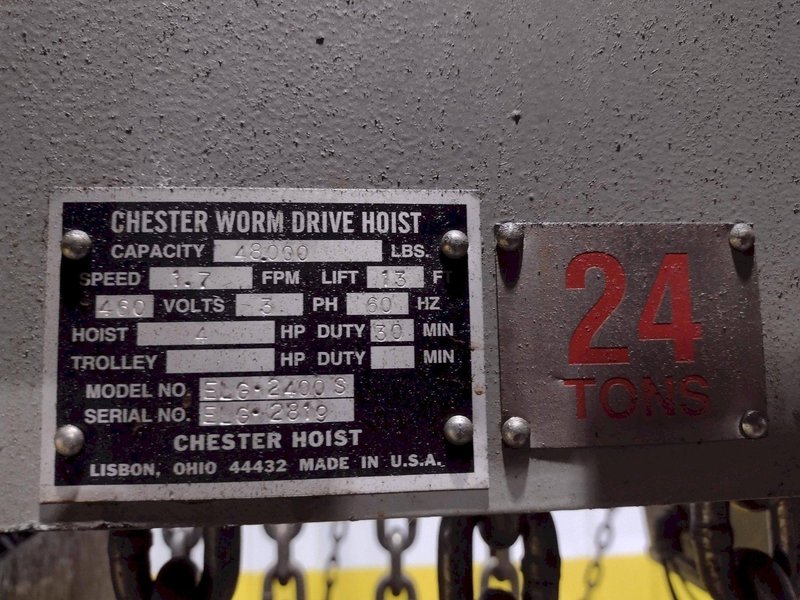 CHESTER WORM DRIVE HOIST
CAPACITY 48000 LBS.
SPEED 1.7 FPM LIFT 13 FT
460 VOLTS 3 PH 60 HZ
HOIST 4 HP DUTY 30 MIN
TROLLEY HP DUTY MIN
MODEL NO. ELG-2400 S
SERIAL NO. ELG-2819
CHESTER HOIST
LISBON, OHIO 44432 MADE IN U.S.A.
24
TONS